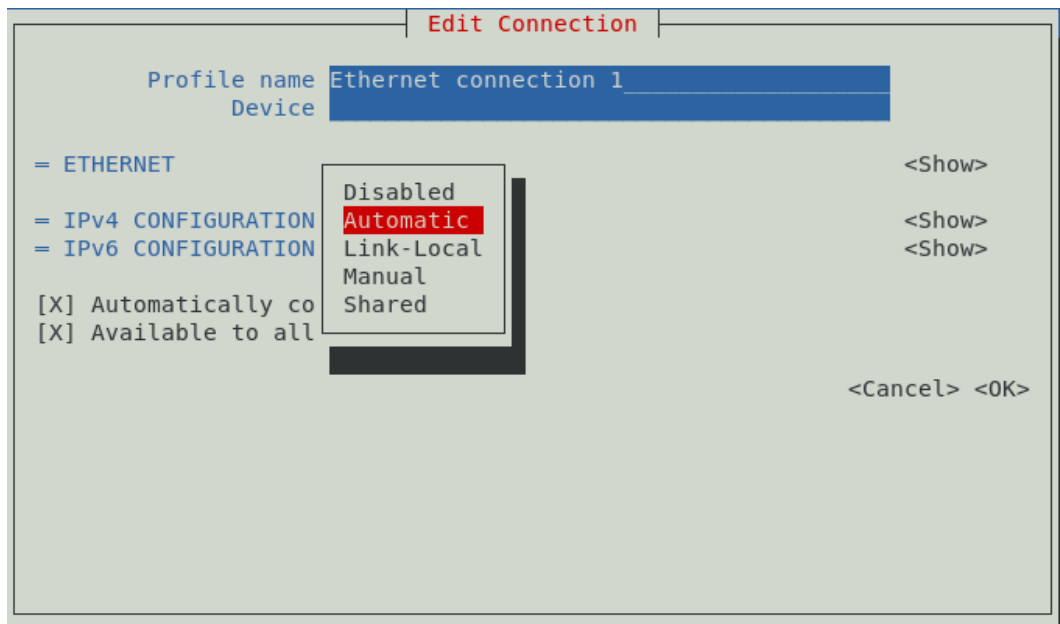 Edit Connection
Profile name Ethernet connection 1
Device
= ETHERNET <Show>
Disabled
= IPv4 CONFIGURATION Automatic <Show>
= IPv6 CONFIGURATION Link-Local <Show>
Manual
[X] Automatically co Shared
[X] Available to all
<Cancel> <OK>